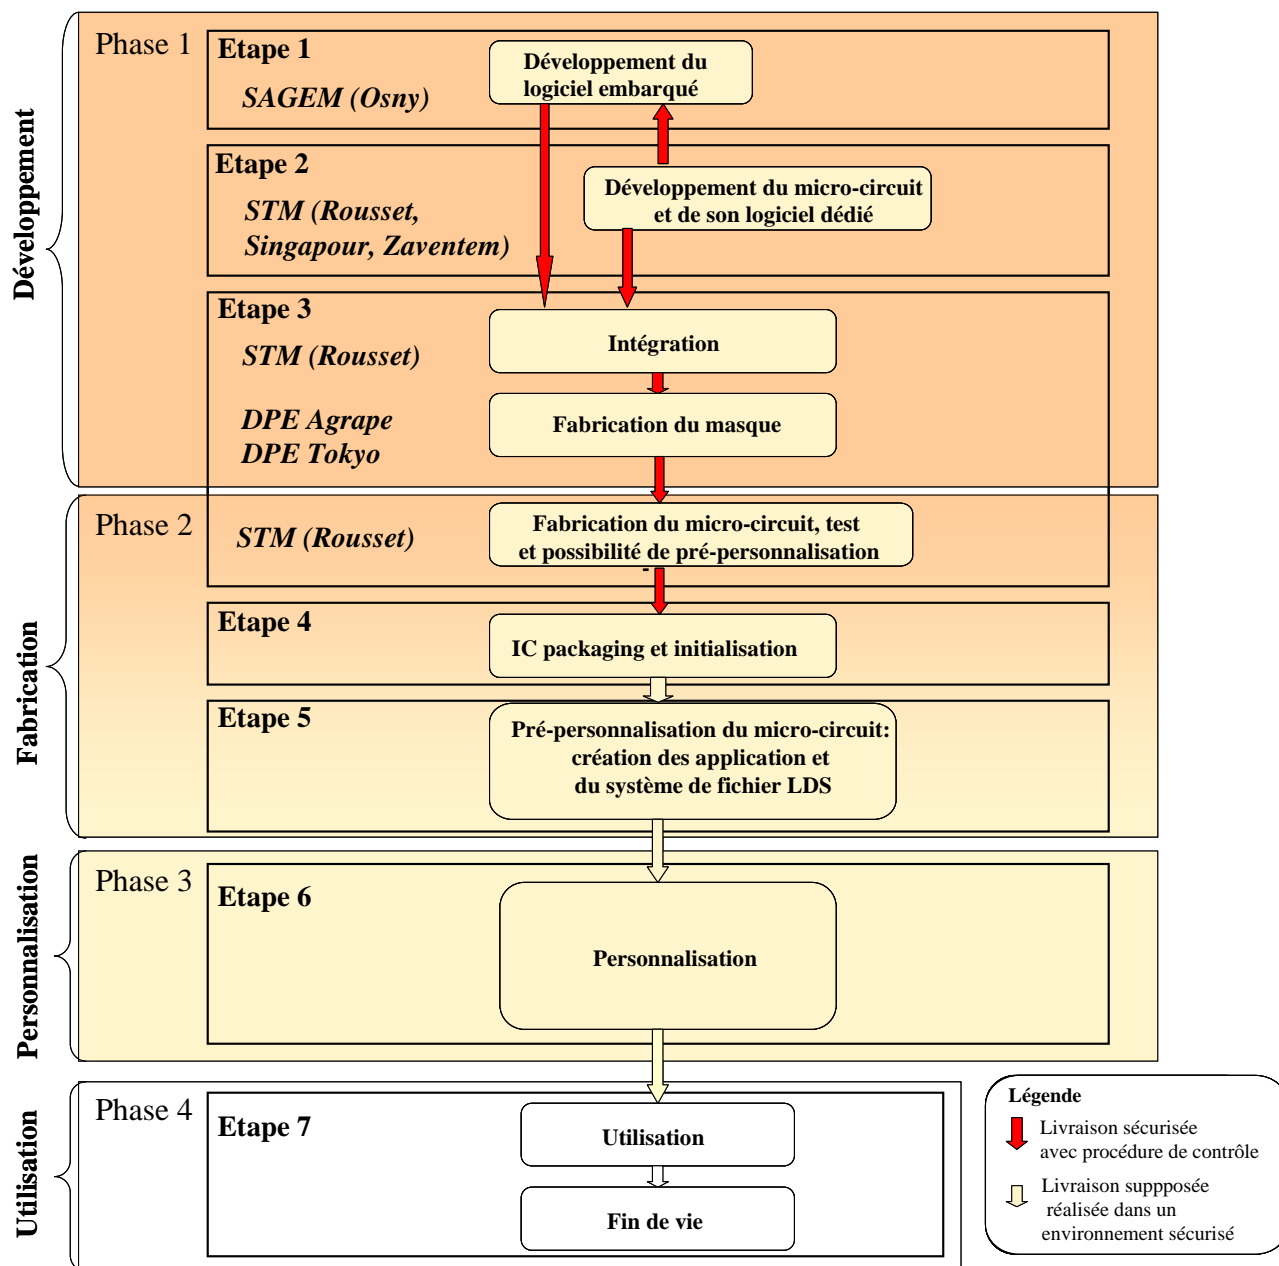 Développement
Phase 1
Etape 1
SAGEM (Osny)
Développement du
logiciel embarqué
Etape 2
STM (Rousset,
Singapour, Zaventem)
Développement du micro-circuit
et de son logiciel dédié
Etape 3
STM (Rousset)
Intégration
DPE Agrape
DPE Tokyo
Fabrication du masque
Fabrication
Phase 2
STM (Rousset)
Fabrication du micro-circuit, test
et possibilité de pré-personnalisation
-
Etape 4
IC packaging et initialisation
Etape 5
Pré-personnalisation du micro-circuit:
création des application et
du système de fichier LDS
Personnalisation
Phase 3
Etape 6
Personnalisation
Utilisation
Phase 4
Etape 7
Utilisation
Fin de vie
Légende
Livraison sécurisée
avec procédure de contrôle
Livraison suppposée
réalisée dans un
environnement sécurisé